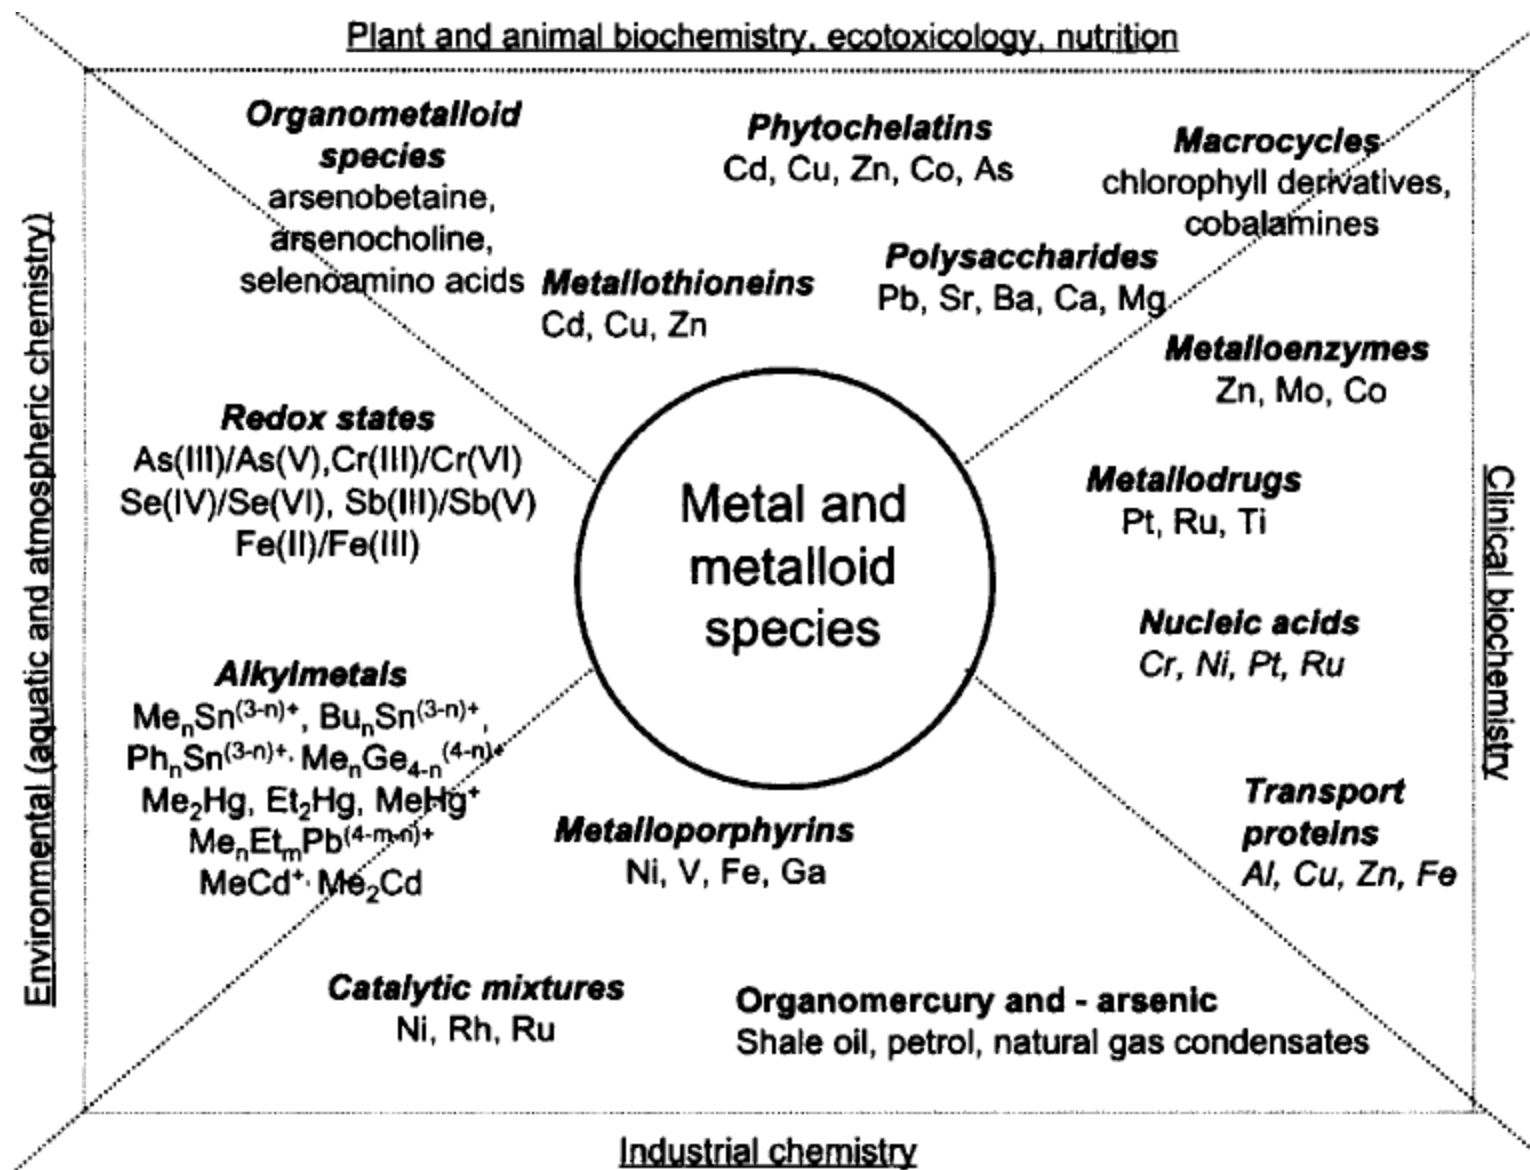 Plant and animal biochemistry, ecotoxicology, nutrition
Organometalloid
species
arsenobetaine,
arsenocholine,
selenoamino acids
Phytochelatins
Cd, Cu, Zn, Co, As
Macrocycles
chlorophyll derivatives,
cobalamines
Metallothioneins
Cd, Cu, Zn
Polysaccharides
Pb, Sr, Ba, Ca, Mg
Metalloenzymes
Zn, Mo, Co
Environmental (aquatic and atmospheric chemistry)
Redox states
As(III)/As(V),Cr(III)/Cr(VI)
Se(IV)/Se(VI), Sb(III)/Sb(V)
Fe(II)/Fe(III)
Metal and
metalloid
species
Metallodrugs
Pt, Ru, Ti
Clinical biochemistry
Nucleic acids
Cr, Ni, Pt, Ru
Alkylmetals
MeₙSn⁽³⁻ⁿ⁾⁺, BuₙSn⁽³⁻ⁿ⁾⁺,
PhₙSn⁽³⁻ⁿ⁾⁺, MeₙGe₄₋ₙ⁽⁴⁻ⁿ⁾⁺
Me₂Hg, Et₂Hg, MeHg⁺
MeₙEtₘPb⁽⁴⁻ᵐ⁻ⁿ⁾⁺
MeCd⁺, Me₂Cd
Transport
proteins
Al, Cu, Zn, Fe
Metalloporphyrins
Ni, V, Fe, Ga
Catalytic mixtures
Ni, Rh, Ru
Organomercury and - arsenic
Shale oil, petrol, natural gas condensates
Industrial chemistry